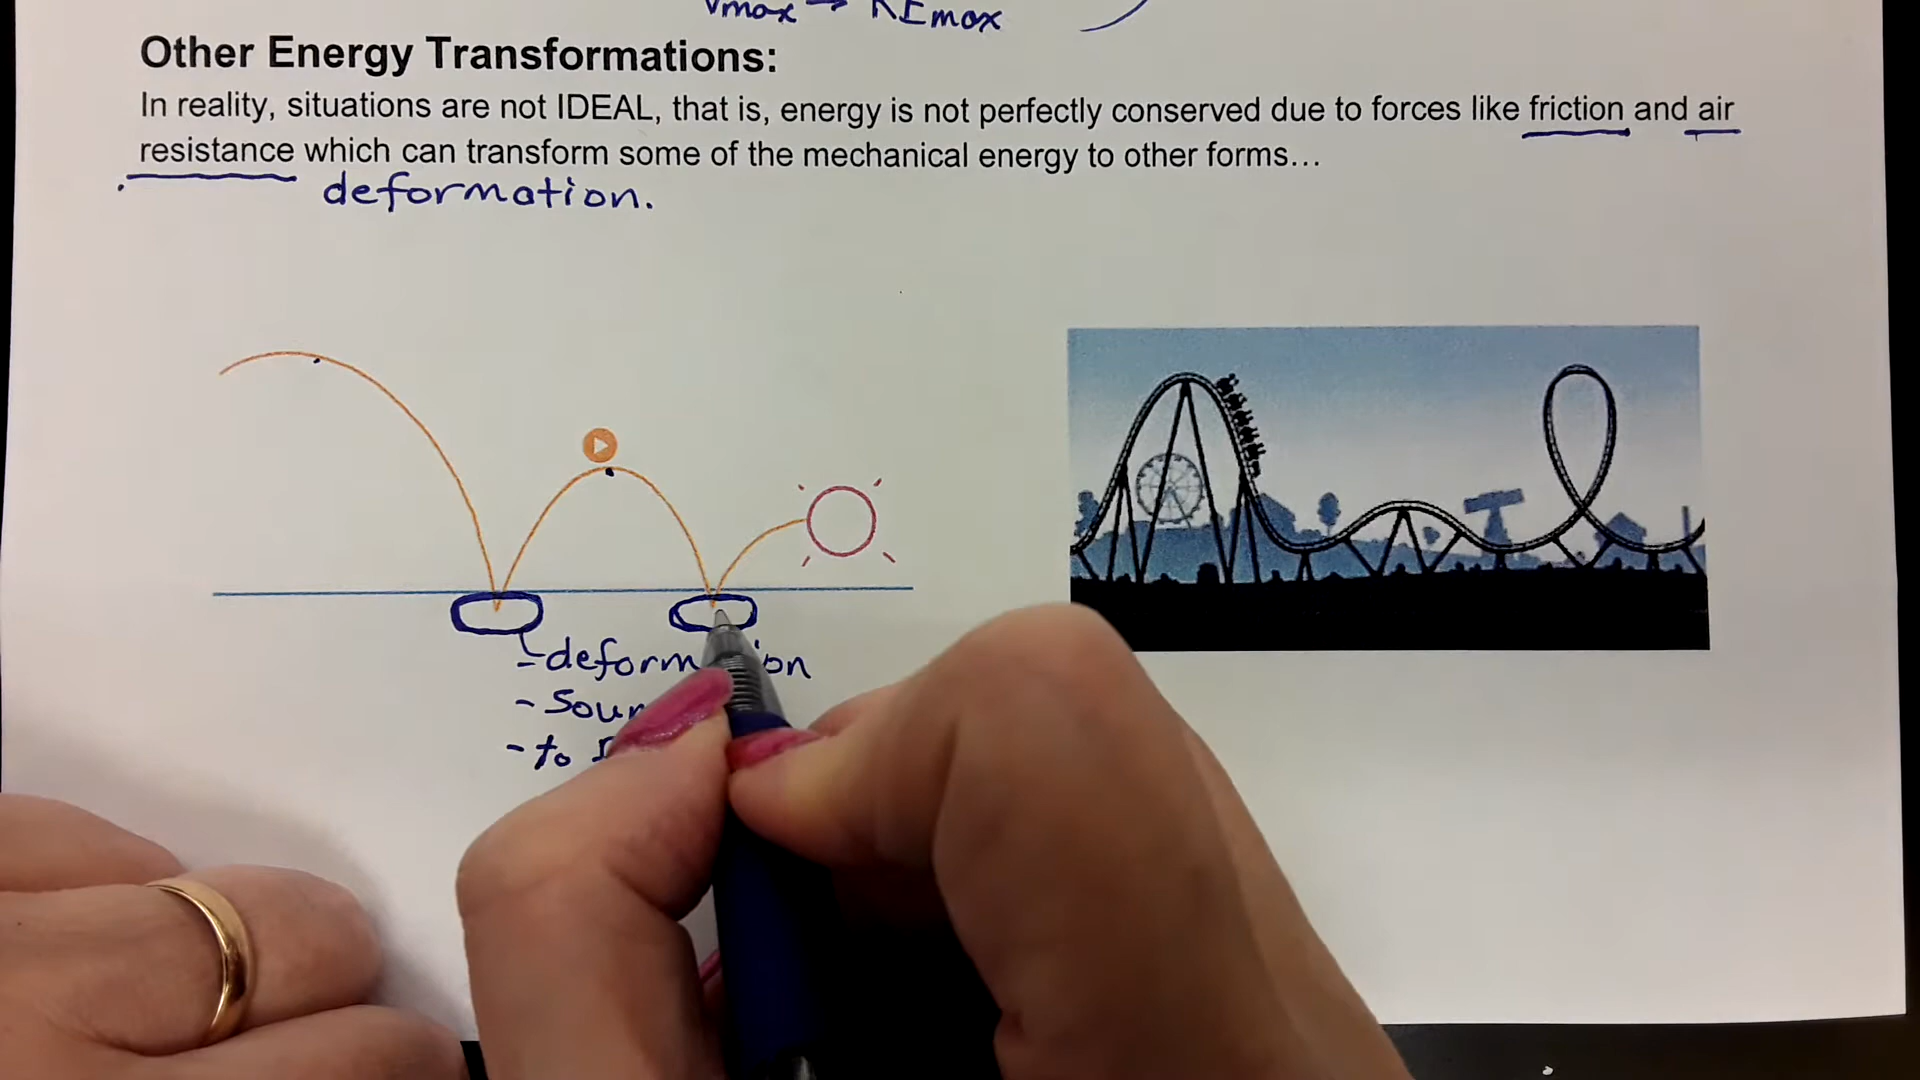 Vmax → KEmax
Other Energy Transformations:
In reality, situations are not IDEAL, that is, energy is not perfectly conserved due to forces like friction and air
resistance which can transform some of the mechanical energy to other forms…
deformation.
-deform on
- Soun
- to